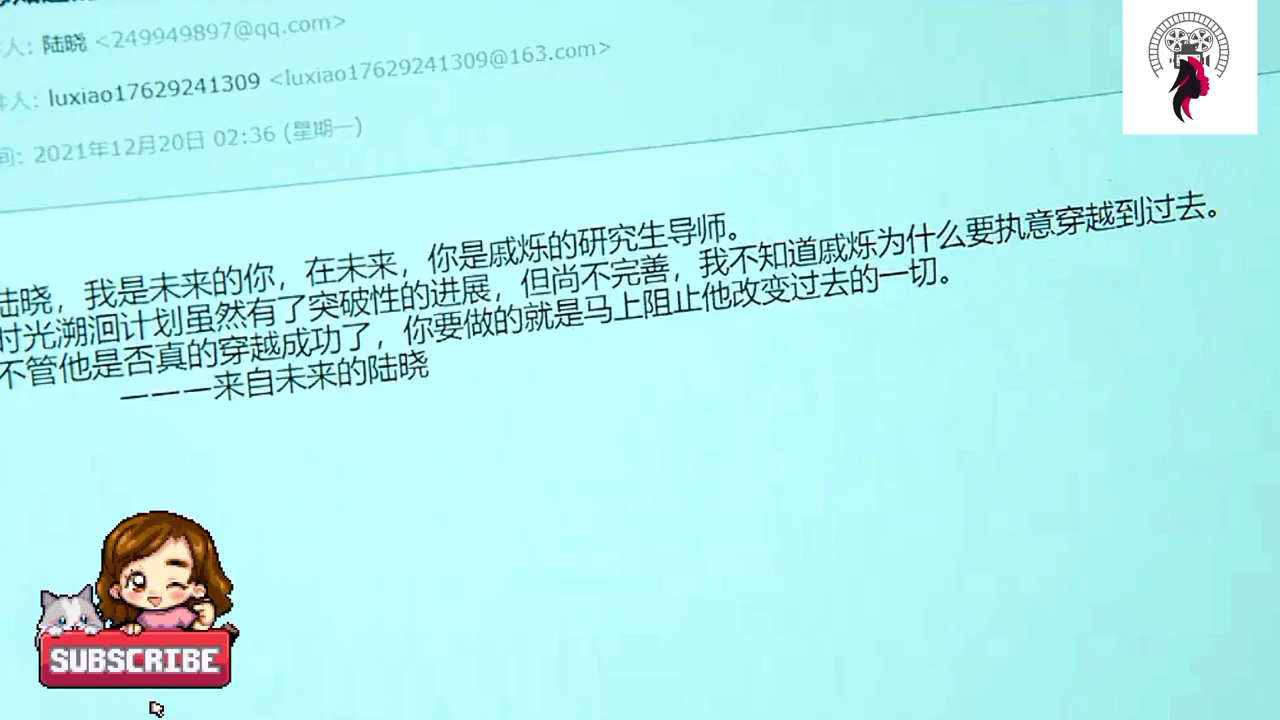 人: 陆晓 <249949897@qq.com>
件人: luxiao17629241309 <luxiao17629241309@163.com>
间: 2021年12月20日 02:36 (星期一)
陆晓，我是未来的你，在未来，你是戚烁的研究生导师。
时光溯洄计划虽然有了突破性的进展，但尚不完善，我不知道戚烁为什么要执意穿越到过去。
不管他是否真的穿越成功了，你要做的就是马上阻止他改变过去的一切。
———来自未来的陆晓
SUBSCRIBE